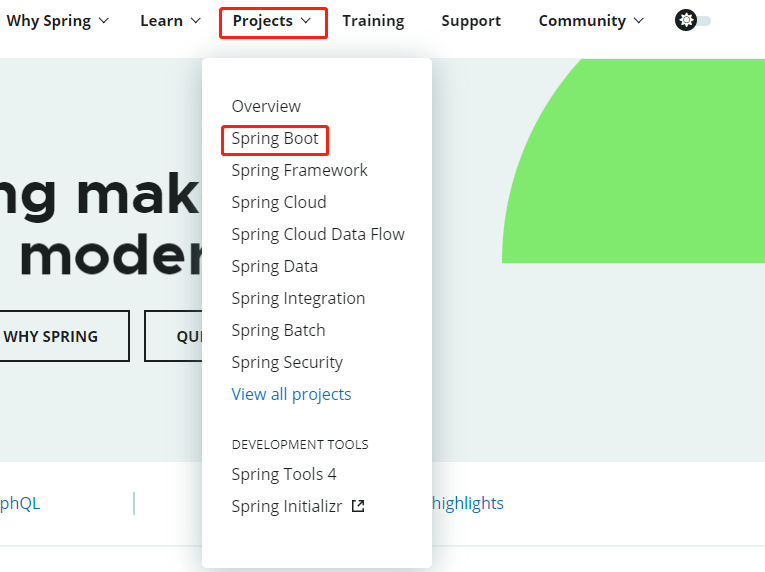 Why Spring Learn Projects Training Support Community
Overview
Spring Boot
Spring Framework
Spring Cloud
Spring Cloud Data Flow
Spring Data
Spring Integration
Spring Batch
Spring Security
View all projects
DEVELOPMENT TOOLS
Spring Tools 4
Spring Initializr
ng mak
moder
WHY SPRING QU
phQL highlights